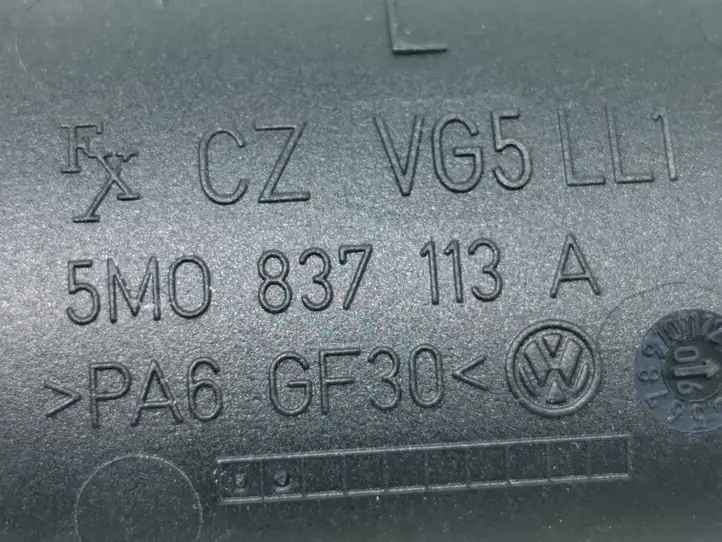 L
FX CZ VG5 LL1
5M0 837 113 A
>PA6 GF30<